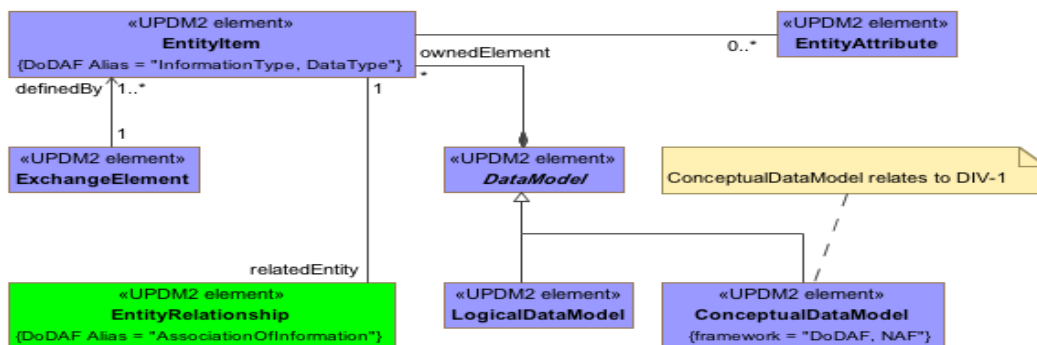 «UPDM2 element»
EntityItem
{DoDAF Alias = "InformationType, DataType"}
ownedElement
*
0..*
«UPDM2 element»
EntityAttribute
definedBy
1..*
1
1
«UPDM2 element»
ExchangeElement
«UPDM2 element»
DataModel
ConceptualDataModel relates to DIV-1
relatedEntity
«UPDM2 element»
EntityRelationship
{DoDAF Alias = "AssociationOfInformation"}
«UPDM2 element»
LogicalDataModel
«UPDM2 element»
ConceptualDataModel
{framework = "DoDAF, NAF"}